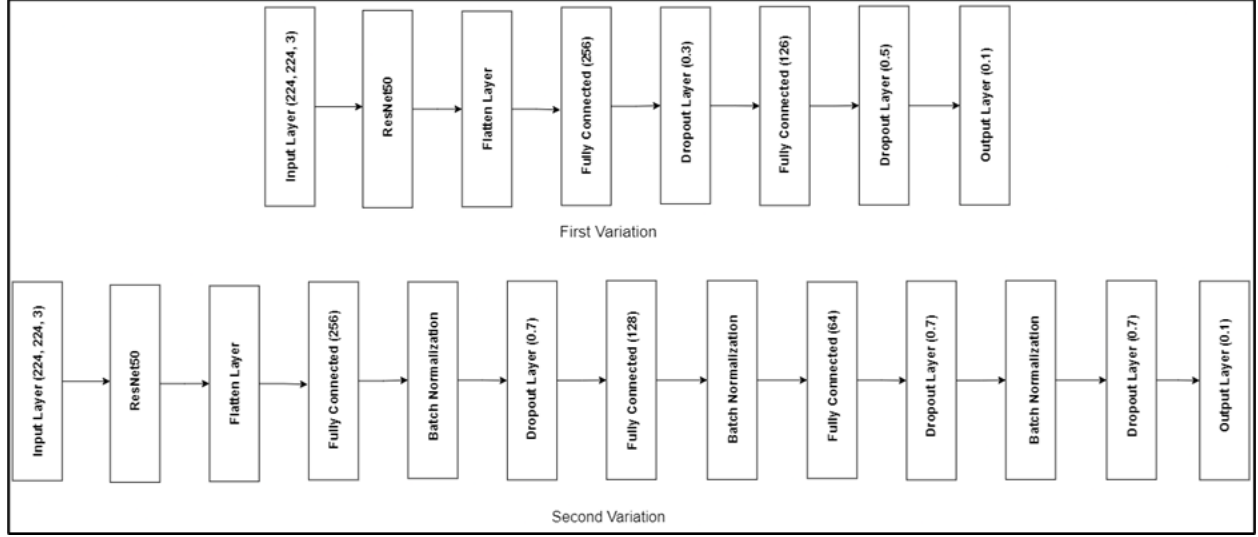 Input Layer (224, 224, 3)
ResNet50
Flatten Layer
Fully Connected (256)
Dropout Layer (0.3)
Fully Connected (126)
Dropout Layer (0.5)
Output Layer (0.1)
First Variation
Input Layer (224, 224, 3)
ResNet50
Flatten Layer
Fully Connected (256)
Batch Normalization
Dropout Layer (0.7)
Fully Connected (128)
Batch Normalization
Fully Connected (64)
Dropout Layer (0.7)
Batch Normalization
Dropout Layer (0.7)
Output Layer (0.1)
Second Variation